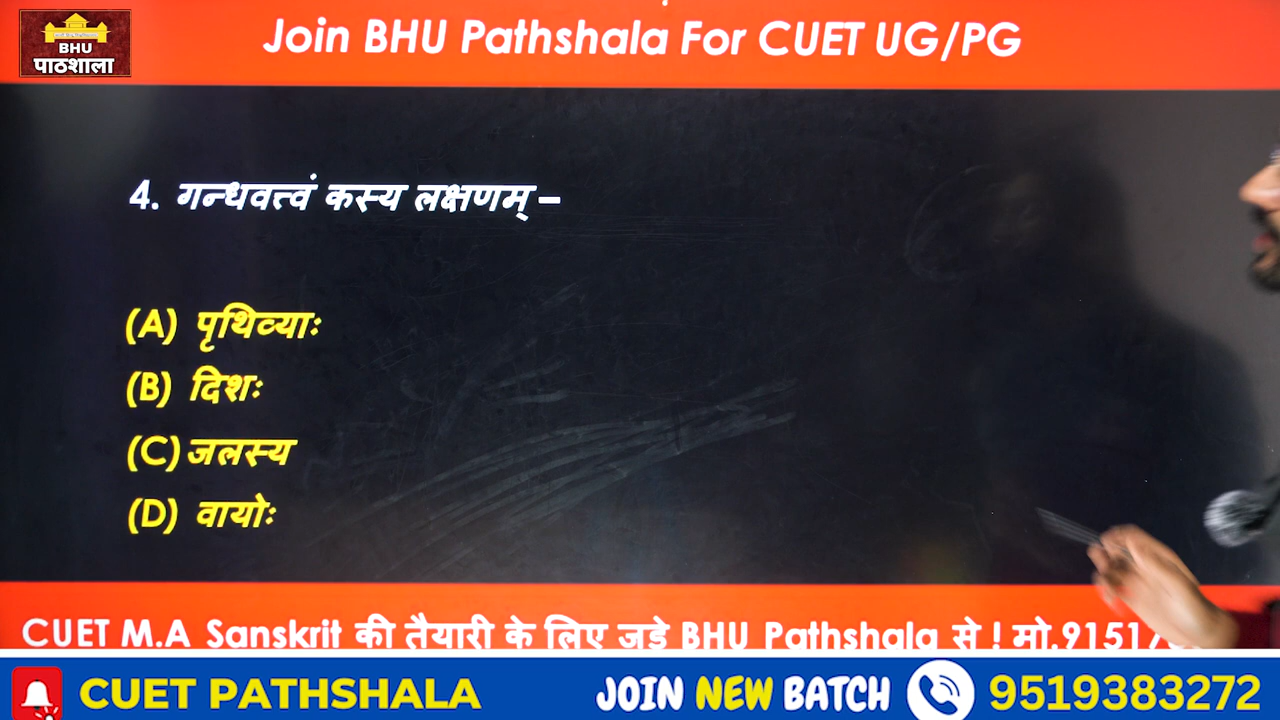 BHU
पाठशाला
Join BHU Pathshala For CUET UG/PG
4. गन्धवत्त्वं कस्य लक्षणम् –
(A) पृथिव्याः
(B) दिशः
(C) जलस्य
(D) वायोः
CUET M.A Sanskrit की तैयारी के लिए जुड़े BHU Pathshala से ! मो.9151
CUET PATHSHALA
JOIN NEW BATCH
9519383272